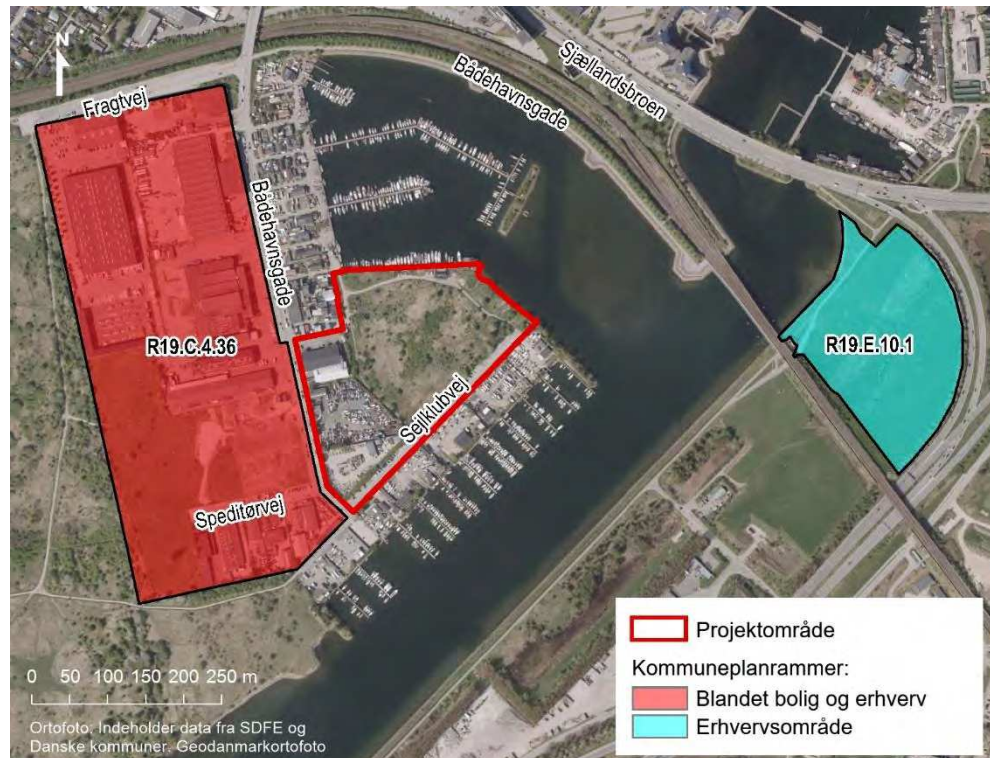 N
Fragtvej
Bådehavnsgade
Sjællandsbroen
Bådehavnsgade
R19.C.4.36
R19.E.10.1
Sejlklubvej
Speditørvej
0 50 100 150 200 250 m
Ortofoto; Indeholder data fra SDFE og
Danske kommuner. Geodanmarkortofoto
Projektområde
Kommuneplanrammer:
Blandet bolig og erhverv
Erhvervsområde